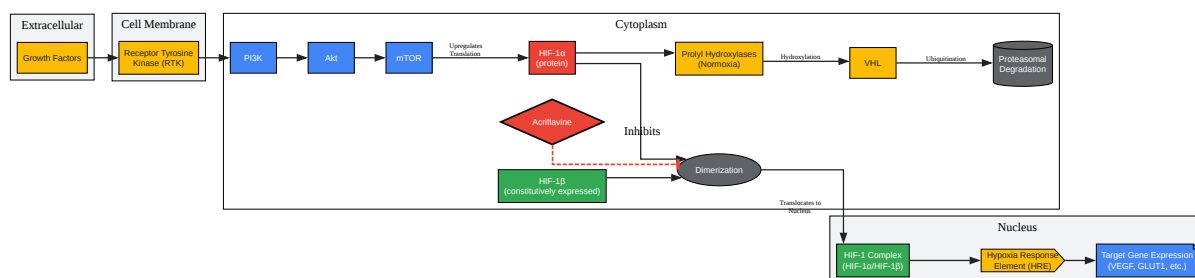 Extracellular
Growth Factors
Cell Membrane
Receptor Tyrosine
Kinase (RTK)
Cytoplasm
PI3K
Akt
mTOR
Upregulates
Translation
HIF-1α
(protein)
Prolyl Hydroxylases
(Normoxia)
Hydroxylation
VHL
Ubiquitination
Proteasomal
Degradation
Acriflavine
Inhibits
Dimerization
HIF-1β
(constitutively expressed)
Translocates to
Nucleus
Nucleus
HIF-1 Complex
(HIF-1α/HIF-1β)
Hypoxia Response
Element (HRE)
Target Gene Expression
(VEGF, GLUT1, etc.)